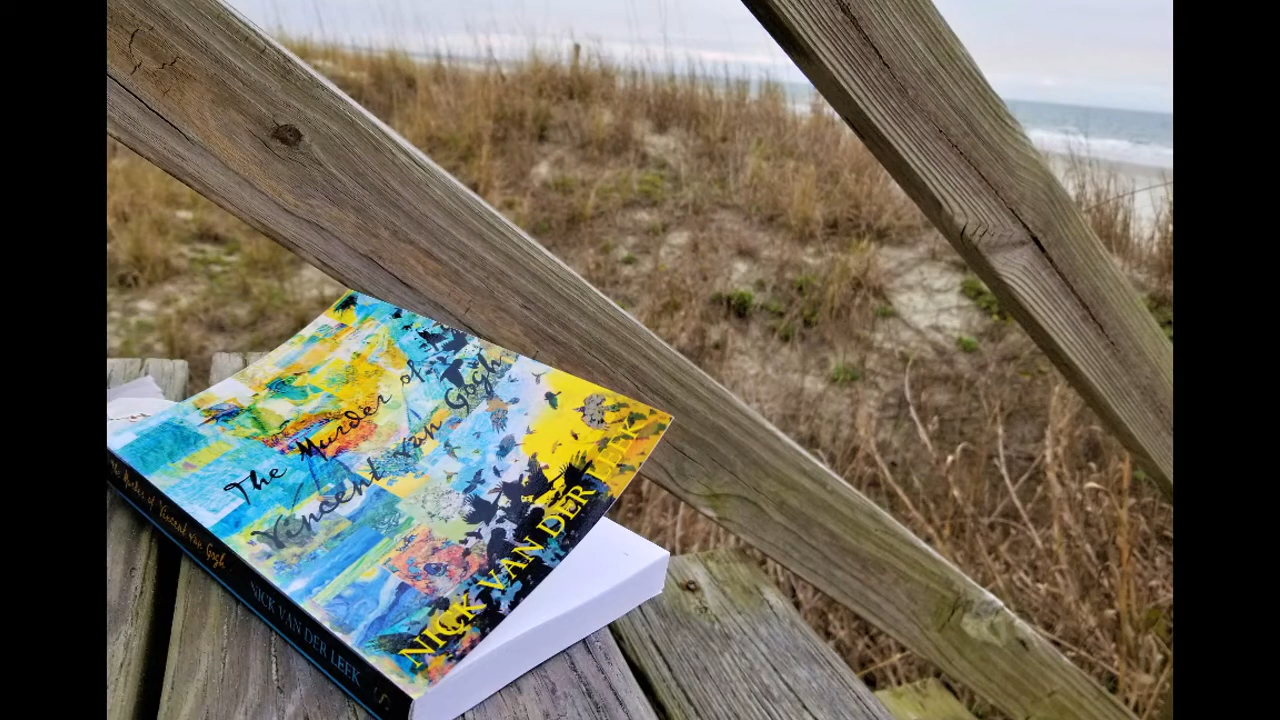 The Murder of
Vincent van Gogh
NICK VAN DER LEEK
The Murder of Vincent van Gogh
NICK VAN DER LEEK